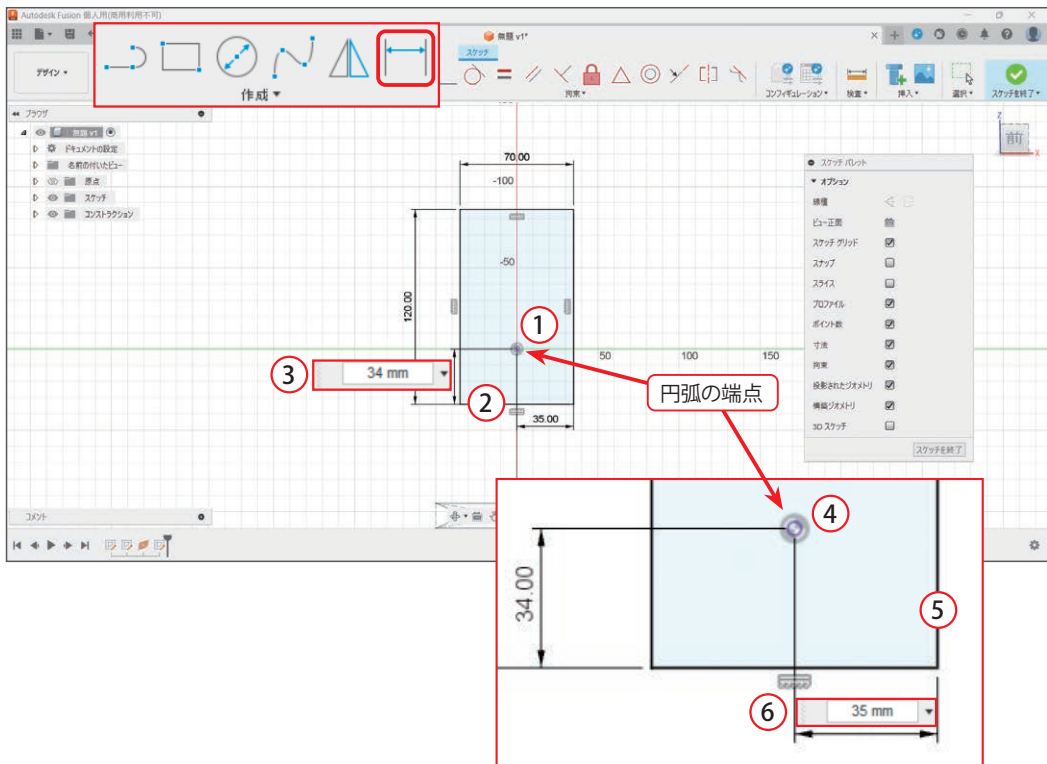 Autodesk Fusion 個人用(商用利用不可)
無題 v1*
デザイン
スケッチ
作成
拘束
コンフィギュレーション
検査
挿入
選択
スケッチを終了
ブラウザ
無題 v1
ドキュメントの設定
名前の付いたビュー
原点
スケッチ
コンストラクション
前
Z
X
70.00
-100
-50
120.00
50
100
150
35.00
①
②
③
34 mm
円弧の端点
スケッチ パレット
オプション
線種
ビュー正面
スケッチ グリッド
スナップ
スライス
プロファイル
ポイント数
寸法
拘束
投影されたジオメトリ
構築ジオメトリ
3D スケッチ
スケッチを終了
コメント
④
34.00
⑤
⑥
35 mm